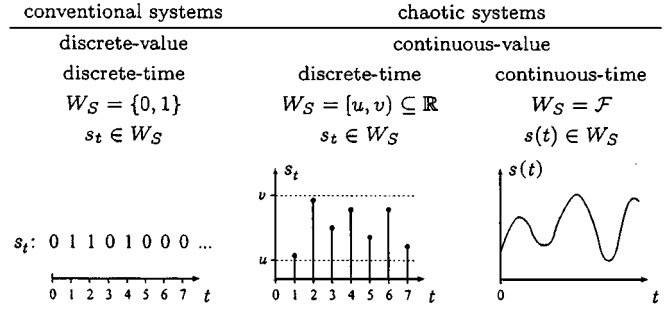 conventional systems chaotic systems
discrete-value continuous-value
discrete-time discrete-time continuous-time
W_S = {0, 1} W_S = [u, v) ⊆ ℝ W_S = ℱ
s_t ∈ W_S s_t ∈ W_S s(t) ∈ W_S
s_t s(t)
v
s_t: 0 1 1 0 1 0 0 0 ...
u
0 1 2 3 4 5 6 7 t 0 1 2 3 4 5 6 7 t 0 t